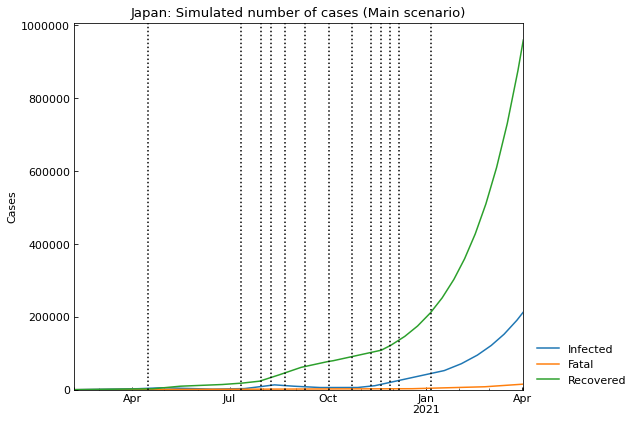 Japan: Simulated number of cases (Main scenario)
1000000
800000
600000
400000
200000
0
Cases
Apr
Jul
Oct
Jan
2021
Apr
Infected
Fatal
Recovered